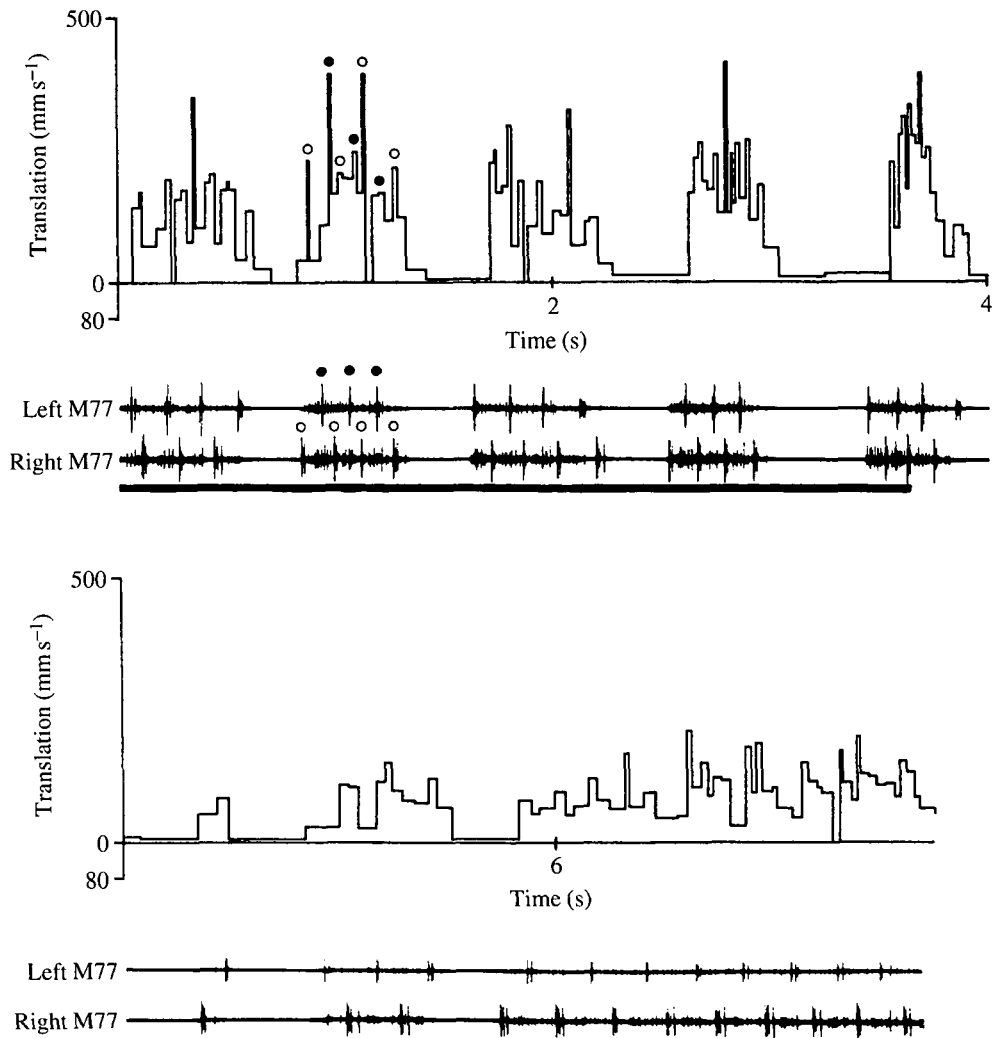 500
Translation (mm s⁻¹)
0
80
2
4
Time (s)
Left M77
Right M77
500
Translation (mm s⁻¹)
0
80
6
Time (s)
Left M77
Right M77